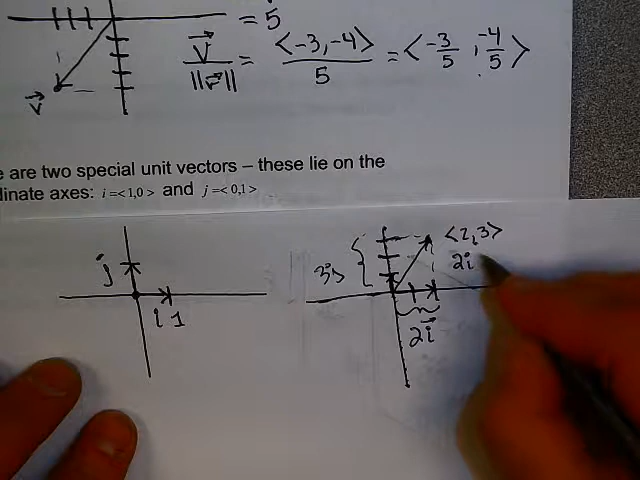 = 5
v / ||v|| = <-3, -4> / 5 = < -3/5 , -4/5 >
v
e are two special unit vectors – these lie on the
dinate axes: i =< 1,0 > and j =< 0,1 >
j
i 1
<2,3>
2i
3j
2i